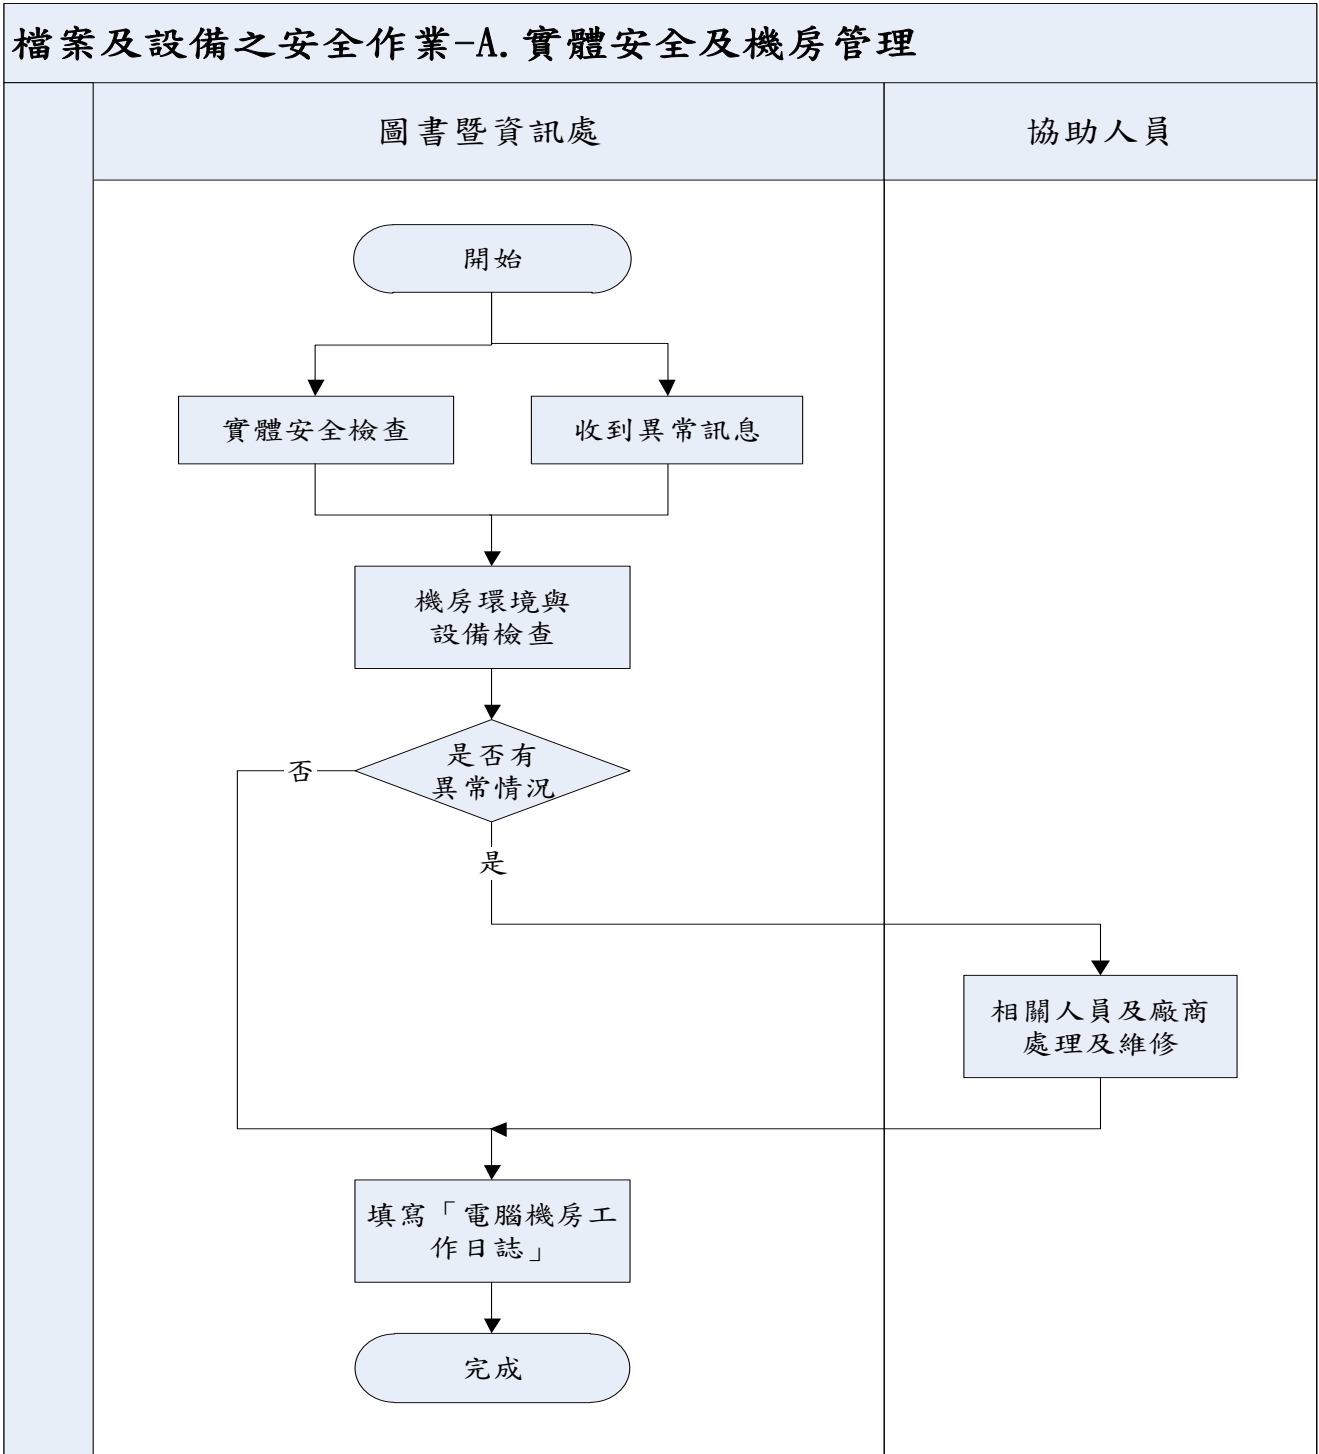 檔案及設備之安全作業-A.實體安全及機房管理
圖書暨資訊處
協助人員
開始
實體安全檢查
收到異常訊息
機房環境與
設備檢查
是否有
異常情況
否
是
相關人員及廠商
處理及維修
填寫「電腦機房工
作日誌」
完成